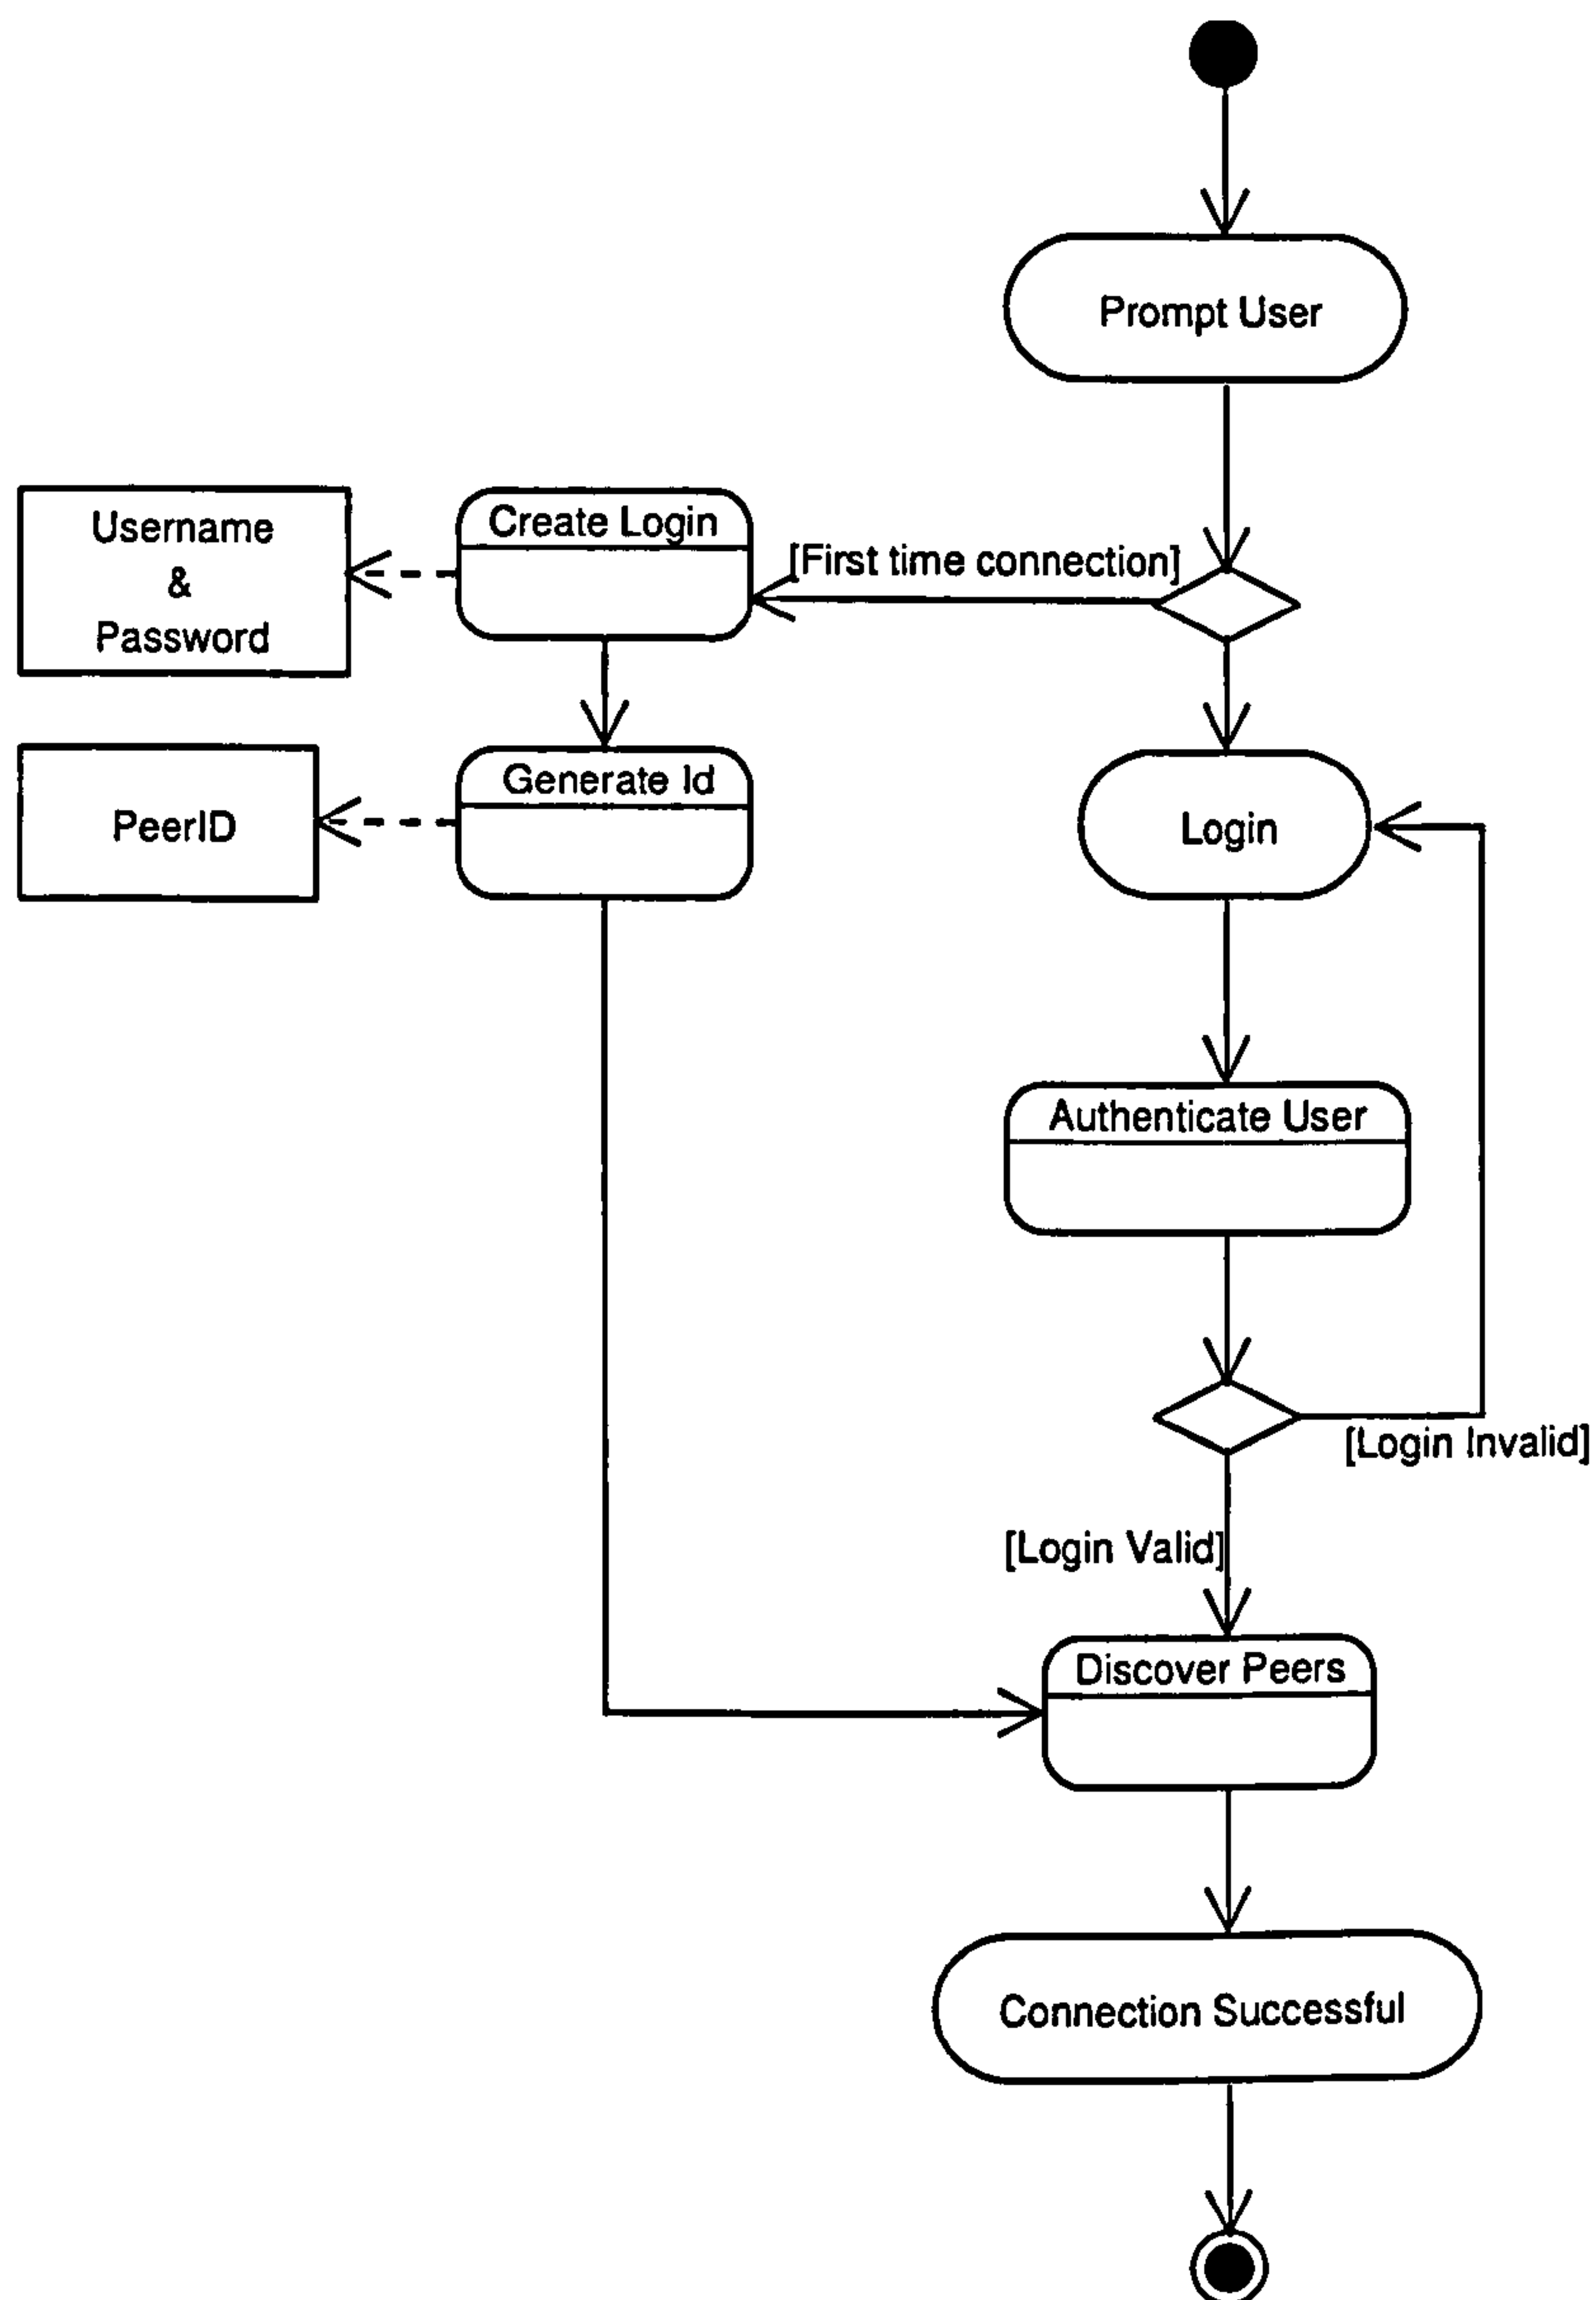 Prompt User
Username
&
Password
Create Login
[First time connection]
PeerID
Generate Id
Login
Authenticate User
[Login Invalid]
[Login Valid]
Discover Peers
Connection Successful